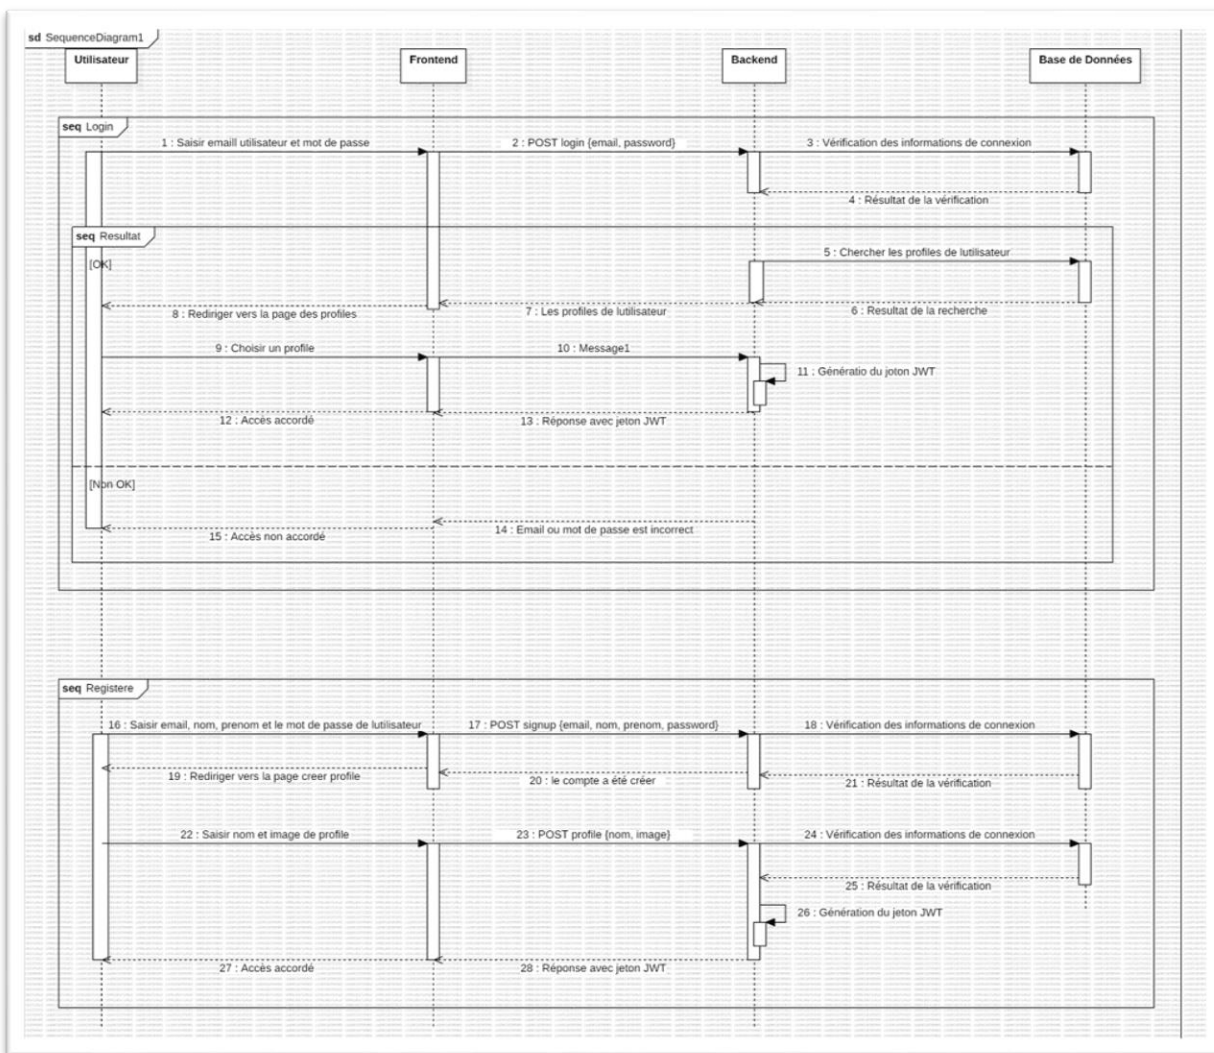 sd SequenceDiagram1
Utilisateur
Frontend
Backend
Base de Données
seq Login
1 : Saisir emaill utilisateur et mot de passe
2 : POST login {email, password}
3 : Vérification des informations de connexion
4 : Résultat de la vérification
seq Resultat
[OK]
5 : Chercher les profiles de lutilisateur
8 : Rediriger vers la page des profiles
7 : Les profiles de lutilisateur
6 : Resultat de la recherche
9 : Choisir un profile
10 : Message1
11 : Génératio du joton JWT
12 : Accès accordé
13 : Réponse avec jeton JWT
[Non OK]
15 : Accès non accordé
14 : Email ou mot de passe est incorrect
seq Registere
16 : Saisir email, nom, prenom et le mot de passe de lutilisateur
17 : POST signup {email, nom, prenom, password}
18 : Vérification des informations de connexion
19 : Rediriger vers la page creer profile
20 : le compte a été créer
21 : Résultat de la vérification
22 : Saisir nom et image de profile
23 : POST profile {nom, image}
24 : Vérification des informations de connexion
25 : Résultat de la vérification
26 : Génération du jeton JWT
27 : Accès accordé
28 : Réponse avec jeton JWT